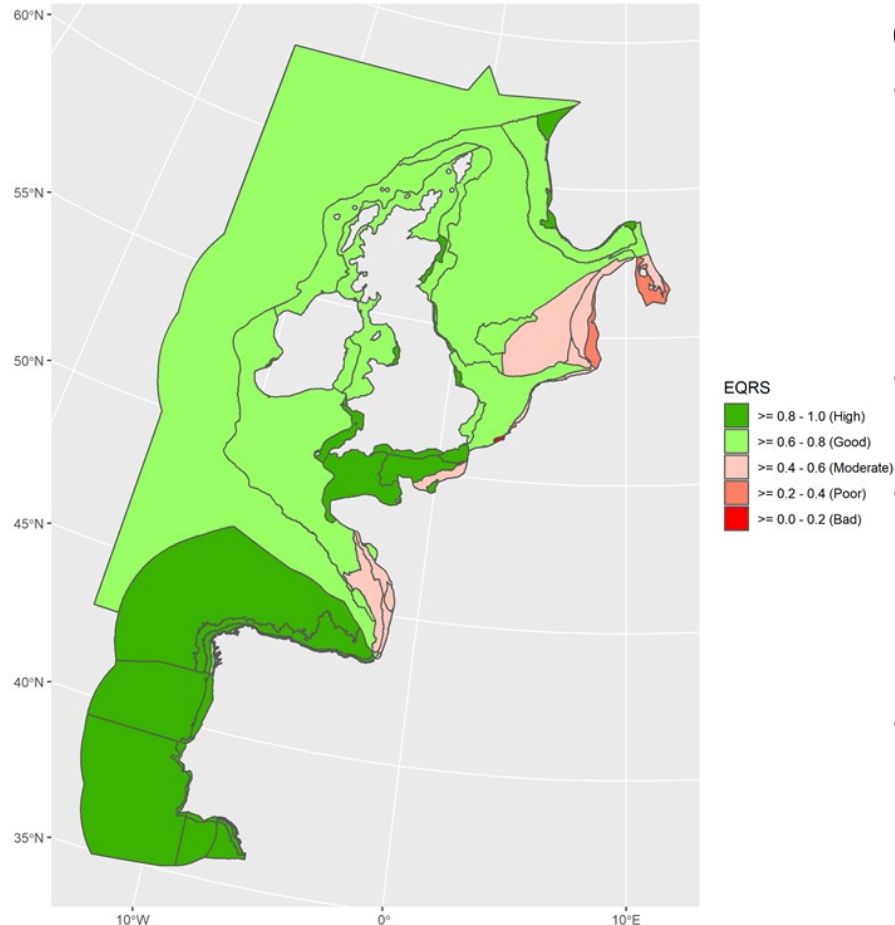 60°N
55°N
50°N
45°N
40°N
35°N
10°W
0°
10°E
EQRS
>= 0.8 - 1.0 (High)
>= 0.6 - 0.8 (Good)
>= 0.4 - 0.6 (Moderate)
>= 0.2 - 0.4 (Poor)
>= 0.0 - 0.2 (Bad)